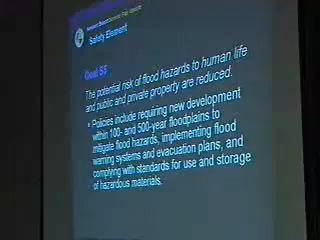 Safety Element
Goal S5
The potential risk of flood hazards to human life
and public and private property are reduced.
• Policies include requiring new development
within 100- and 500-year floodplains to
mitigate flood hazards, implementing flood
warning systems and evacuation plans, and
complying with standards for use and storage
of hazardous materials.